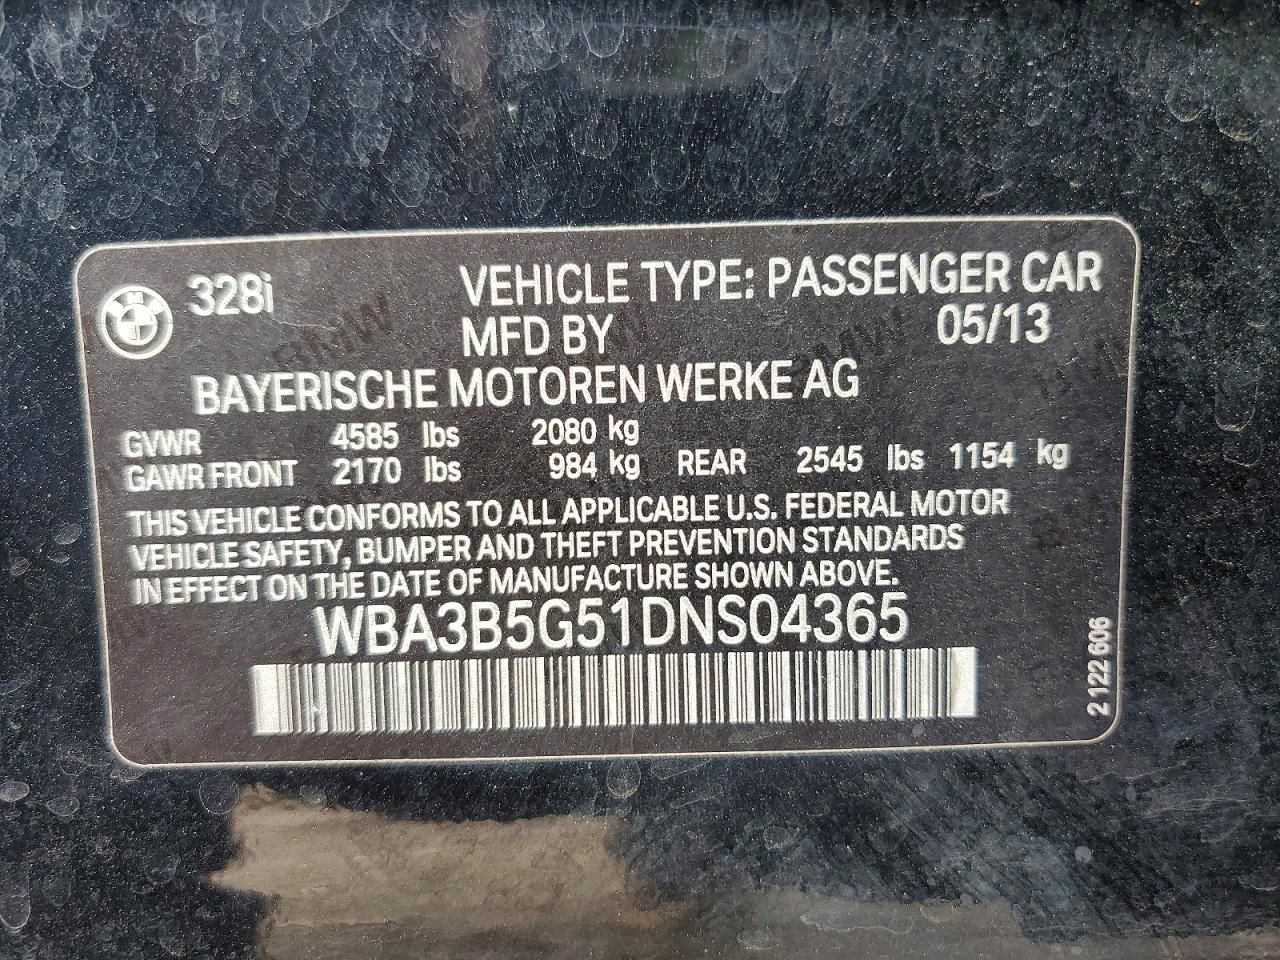 328i VEHICLE TYPE: PASSENGER CAR
MFD BY 05/13
BAYERISCHE MOTOREN WERKE AG
GVWR 4585 lbs 2080 kg
GAWR FRONT 2170 lbs 984 kg REAR 2545 lbs 1154 kg
THIS VEHICLE CONFORMS TO ALL APPLICABLE U.S. FEDERAL MOTOR
VEHICLE SAFETY, BUMPER AND THEFT PREVENTION STANDARDS
IN EFFECT ON THE DATE OF MANUFACTURE SHOWN ABOVE.
WBA3B5G51DNS04365
2 122 606